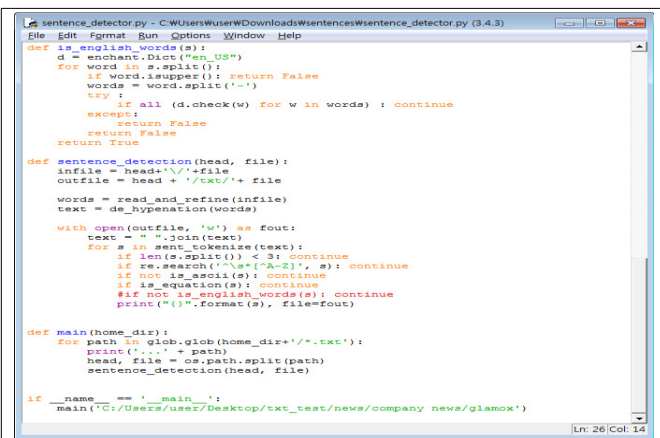 sentence_detector.py - C:₩Users₩user₩Downloads₩sentences₩sentence_detector.py (3.4.3)
File Edit Format Run Options Window Help
def is_english_words(s):
    d = enchant.Dict("en_US")
    for word in s.split():
        if word.isupper(): return False
        words = word.split('-')
        try :
            if all (d.check(w) for w in words) : continue
        except:
            return False
        return False
    return True

def sentence_detection(head, file):
    infile = head+'\/'+file
    outfile = head + '/txt/'+ file

    words = read_and_refine(infile)
    text = de_hypenation(words)

    with open(outfile, 'w') as fout:
        text = " ".join(text)
        for s in sent_tokenize(text):
            if len(s.split()) < 3: continue
            if re.search('^\s*[^A-Z]', s): continue
            if not is_ascii(s): continue
            if is_equation(s): continue
            #if not is_english_words(s): continue
            print("{}".format(s), file=fout)

def main(home_dir):
    for path in glob.glob(home_dir+'/*.txt'):
        print('...' + path)
        head, file = os.path.split(path)
        sentence_detection(head, file)

if __name__ == '__main__':
    main('C:/Users/user/Desktop/txt_test/news/company news/glamox')
Ln: 26 Col: 14